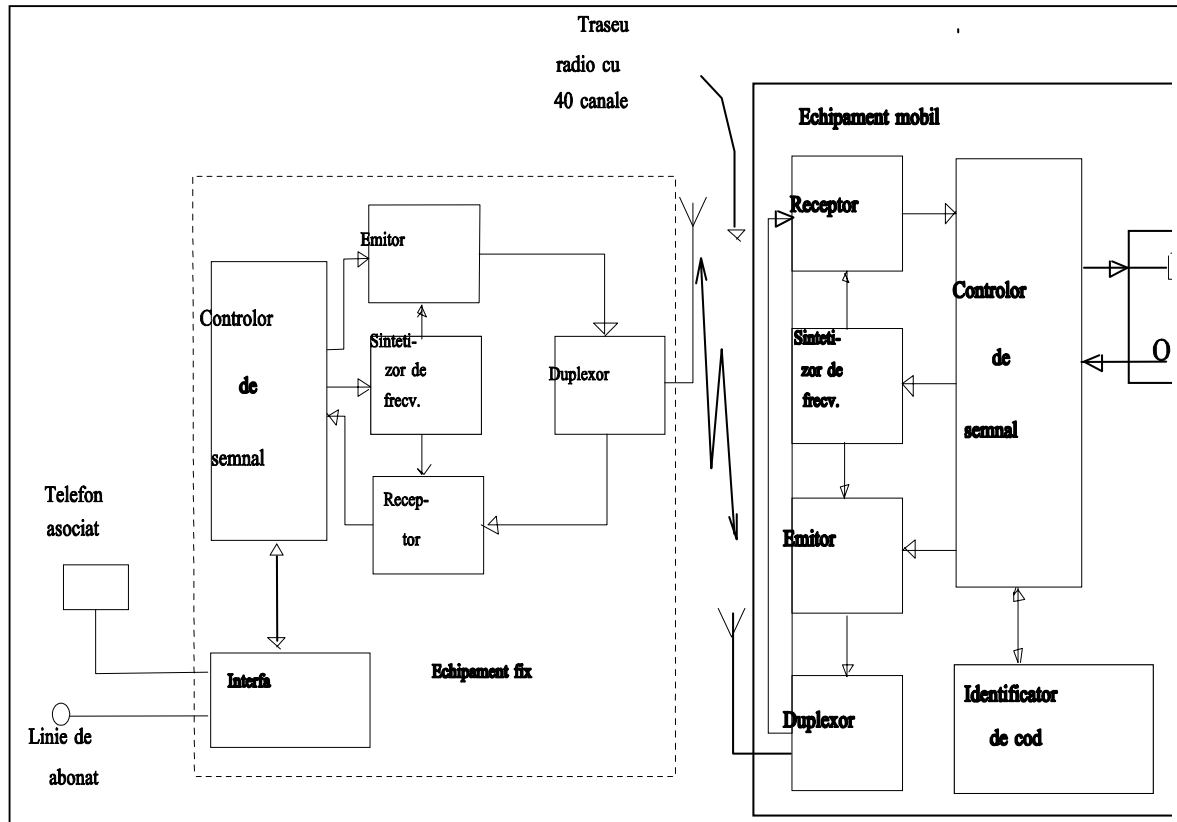 Traseu
radio cu
40 canale
Echipament mobil
Receptor
Emitor
Controlor
de
semnal
Sinteti-
zor de
frecv.
Duplexor
Recep-
tor
Controlor
de
semnal
Sinteti-
zor de
frecv.
O
Telefon
asociat
Emitor
Interfa
Echipament fix
Linie de
abonat
Duplexor
Identificator
de cod